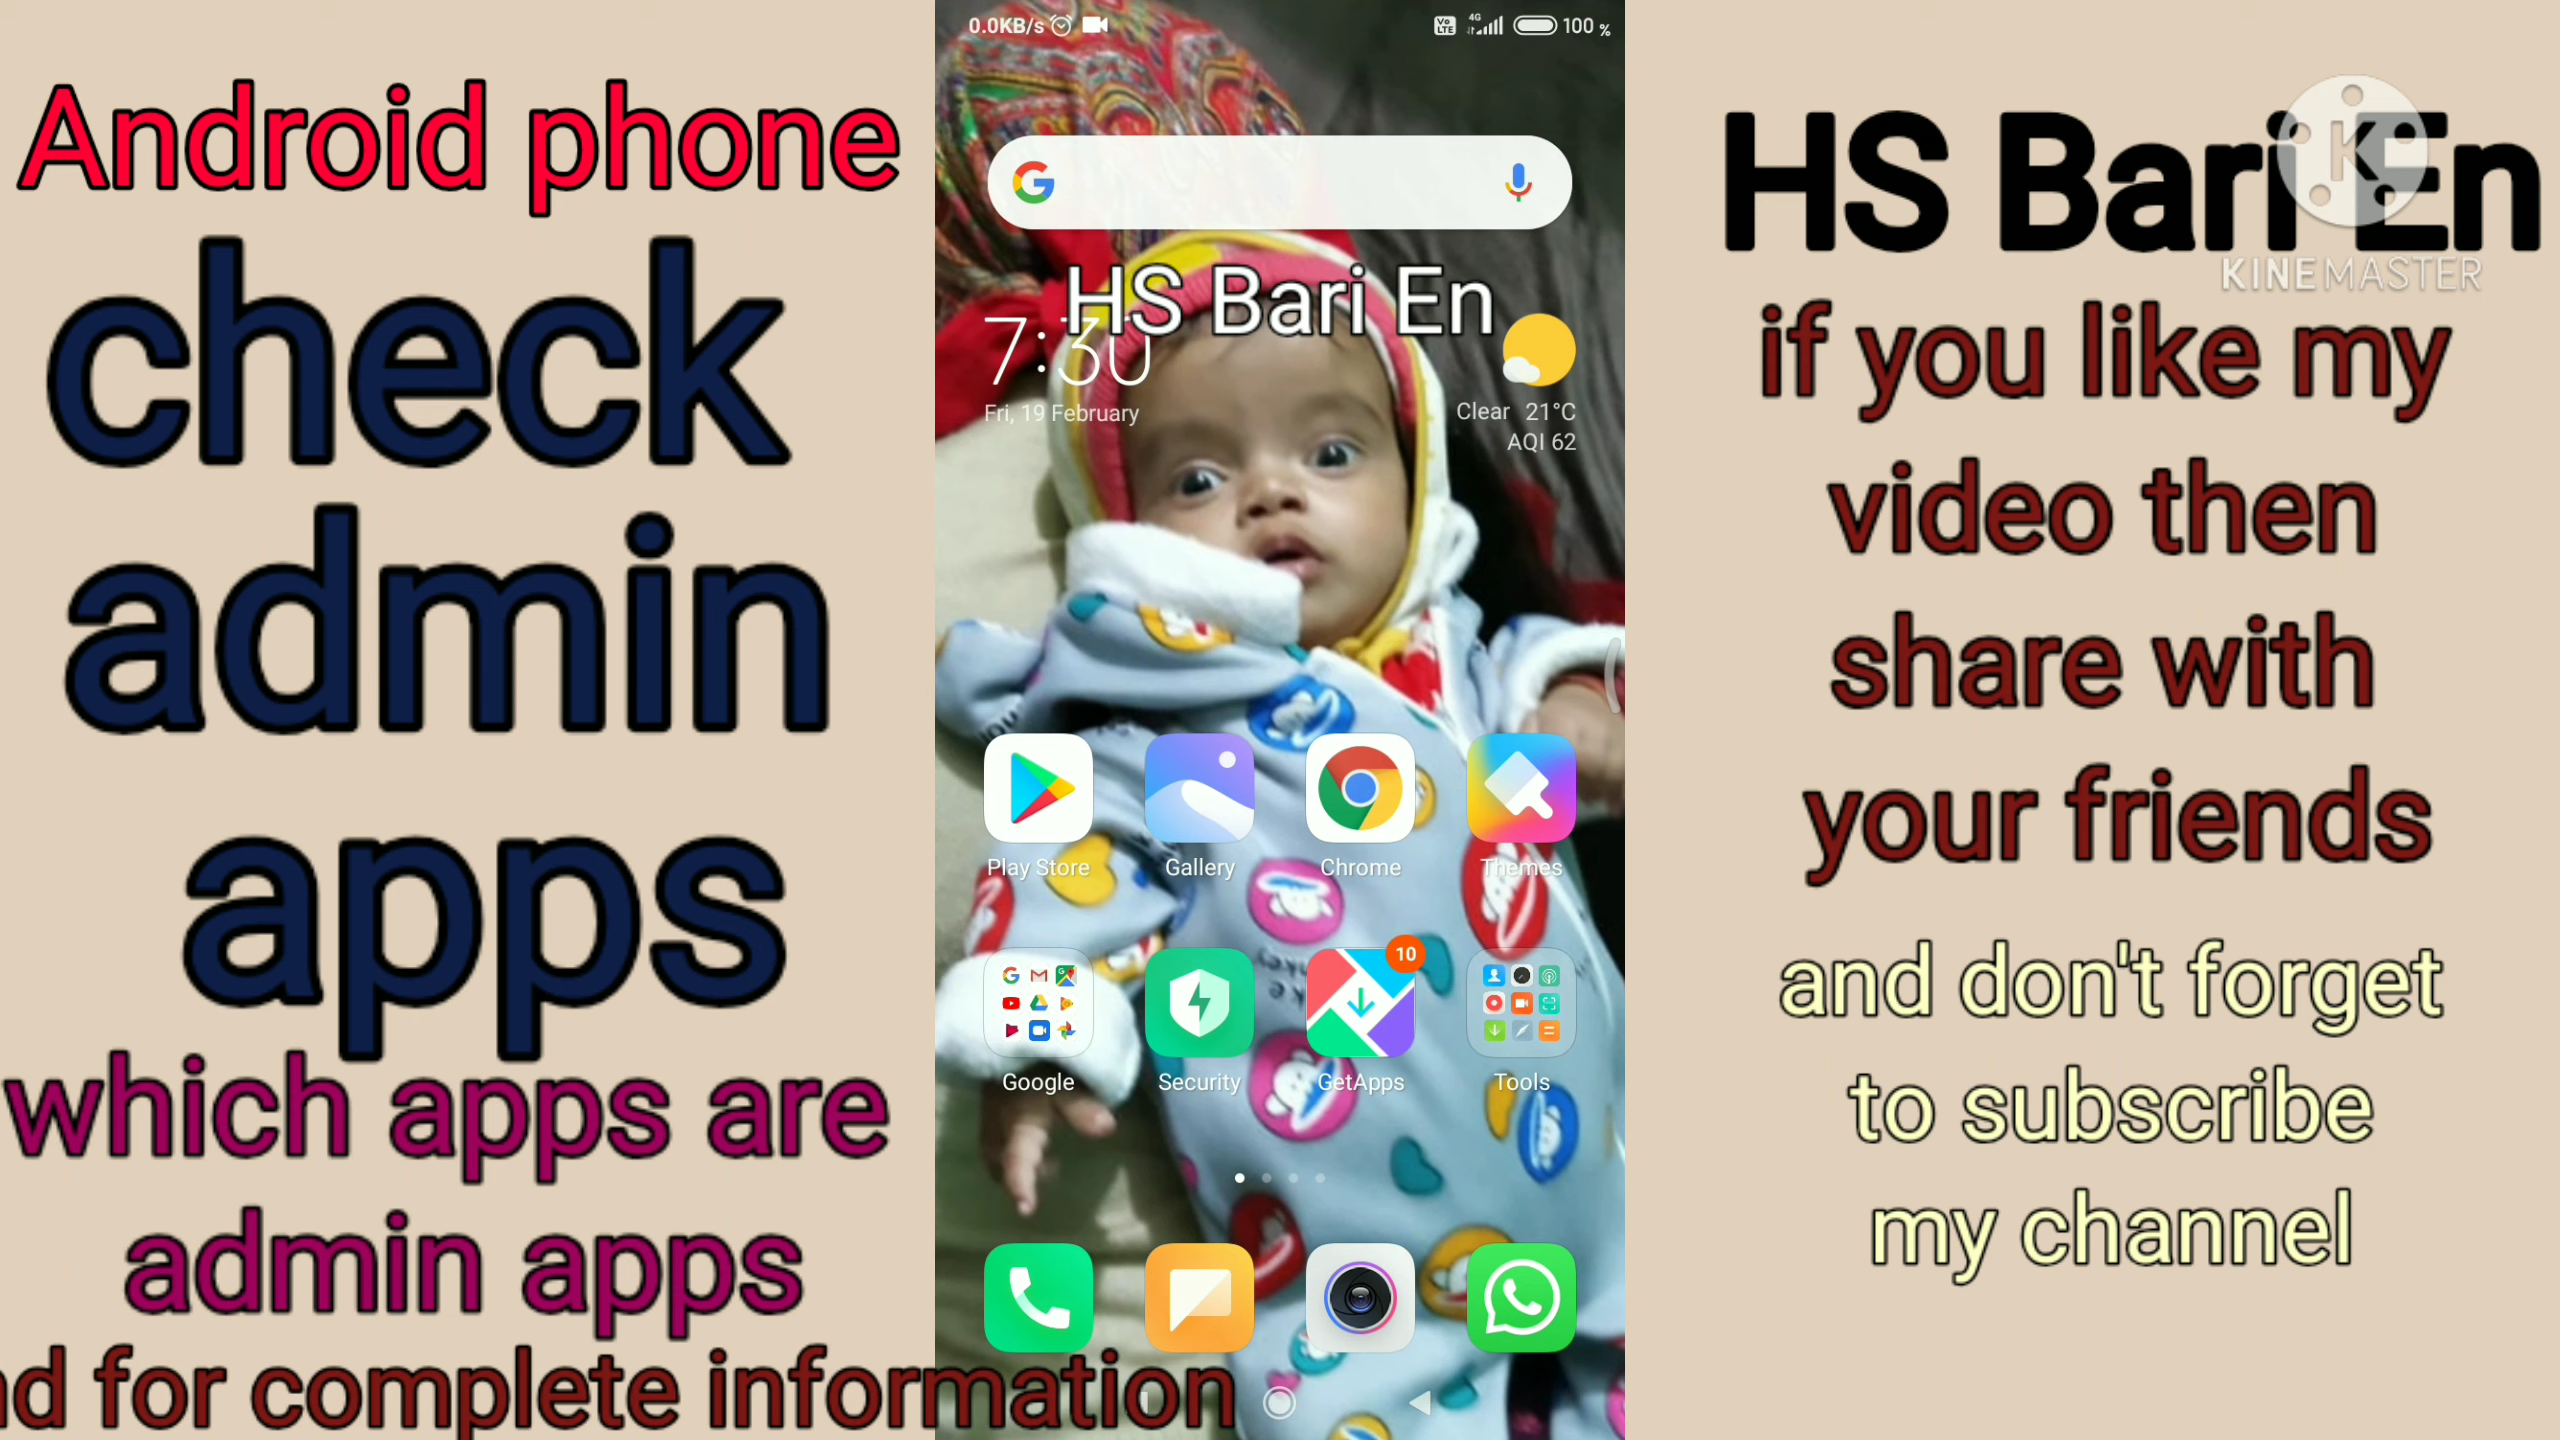 Android phone
check
admin
apps
which apps are
admin apps
for complete information
0.0KB/s
Vo LTE 4G 100 %
HS Bari En
7:30
Fri, 19 February
Clear 21°C
AQI 62
Play Store Gallery Chrome Themes
10
Google Security GetApps Tools
HS Bari En
KINEMASTER
if you like my
video then
share with
your friends
and don't forget
to subscribe
my channel